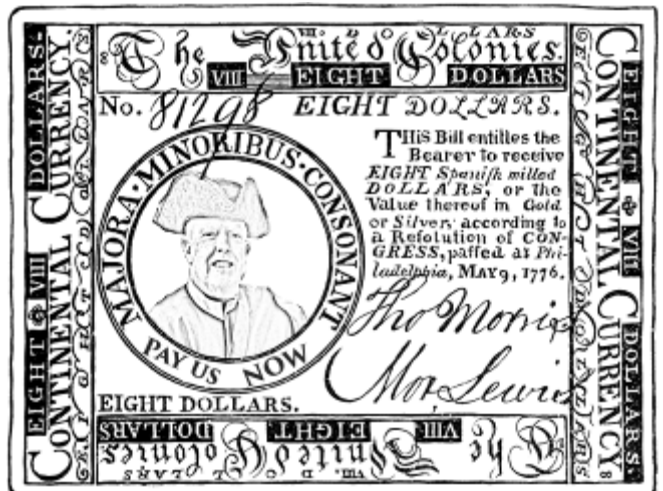 VIII D O L L ARS
The United Colonies.
VIII EIGHT DOLLARS
No. 81298 EIGHT DOLLARS.
THIS Bill entitles the
Bearer to receive
EIGHT Spaniſh milled
DOLLARS, or the
Value thereof in Gold
or Silver, according to
a Reſolution of CON-
GRESS, paſſed at Phi-
ladelphia, MAY 9, 1776.
MAJORA·MINORIBUS·CONSONANT
PAY US NOW
Tho Morris
Mor Lewis
EIGHT DOLLARS.
The United Colonies
VIII EIGHT DOLLARS
EIGHT VIII DOLLARS.
CONTINENTAL CURRENCY.
EIGHT VIII DOLLARS.
CONTINENTAL CURRENCY